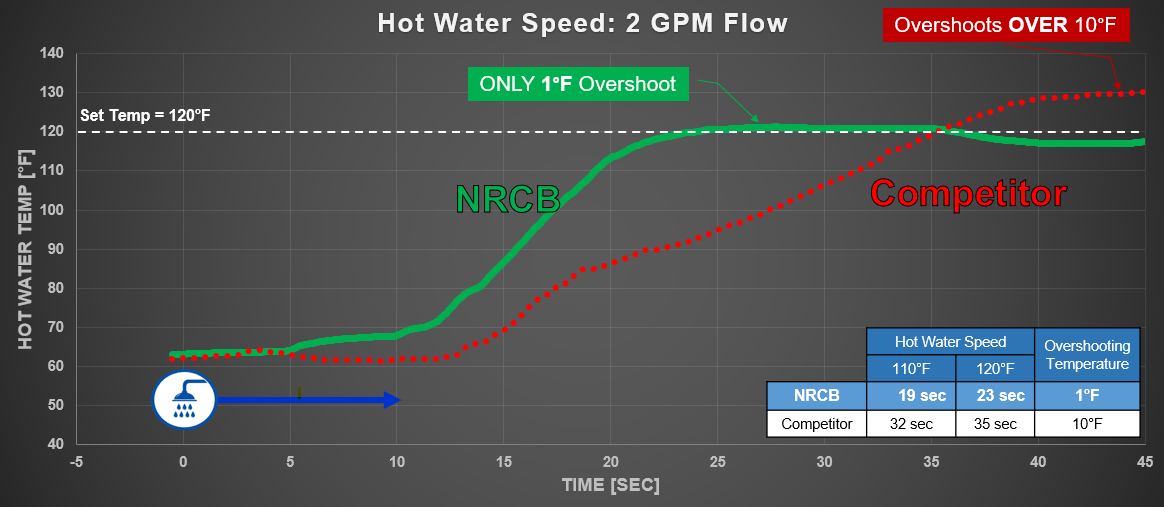 Hot Water Speed: 2 GPM Flow
Overshoots OVER 10°F
ONLY 1°F Overshoot
Set Temp = 120°F
HOT WATER TEMP [°F]
140
130
120
110
100
90
80
70
60
50
40
NRCB
Competitor
Hot Water Speed
Overshooting
Temperature
110°F 120°F
NRCB 19 sec 23 sec 1°F
Competitor 32 sec 35 sec 10°F
-5 0 5 10 15 20 25 30 35 40 45
TIME [SEC]